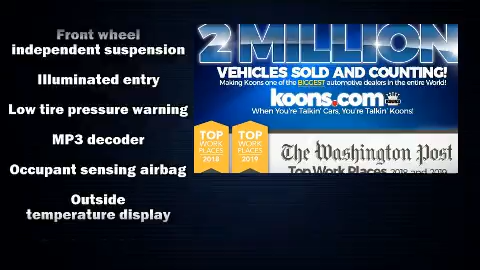 Front wheel
independent suspension
Illuminated entry
Low tire pressure warning
MP3 decoder
Occupant sensing airbag
Outside
temperature display
2 MILLION
VEHICLES SOLD AND COUNTING!
Making Koons one of the BIGGEST automotive dealers in the entire World!
koons.com
When You're Talkin' Cars, You're Talkin' Koons!
TOP
WORK
PLACES
2018
TOP
WORK
PLACES
2019
The Washington Post
Top Work Places 2018 and 2019